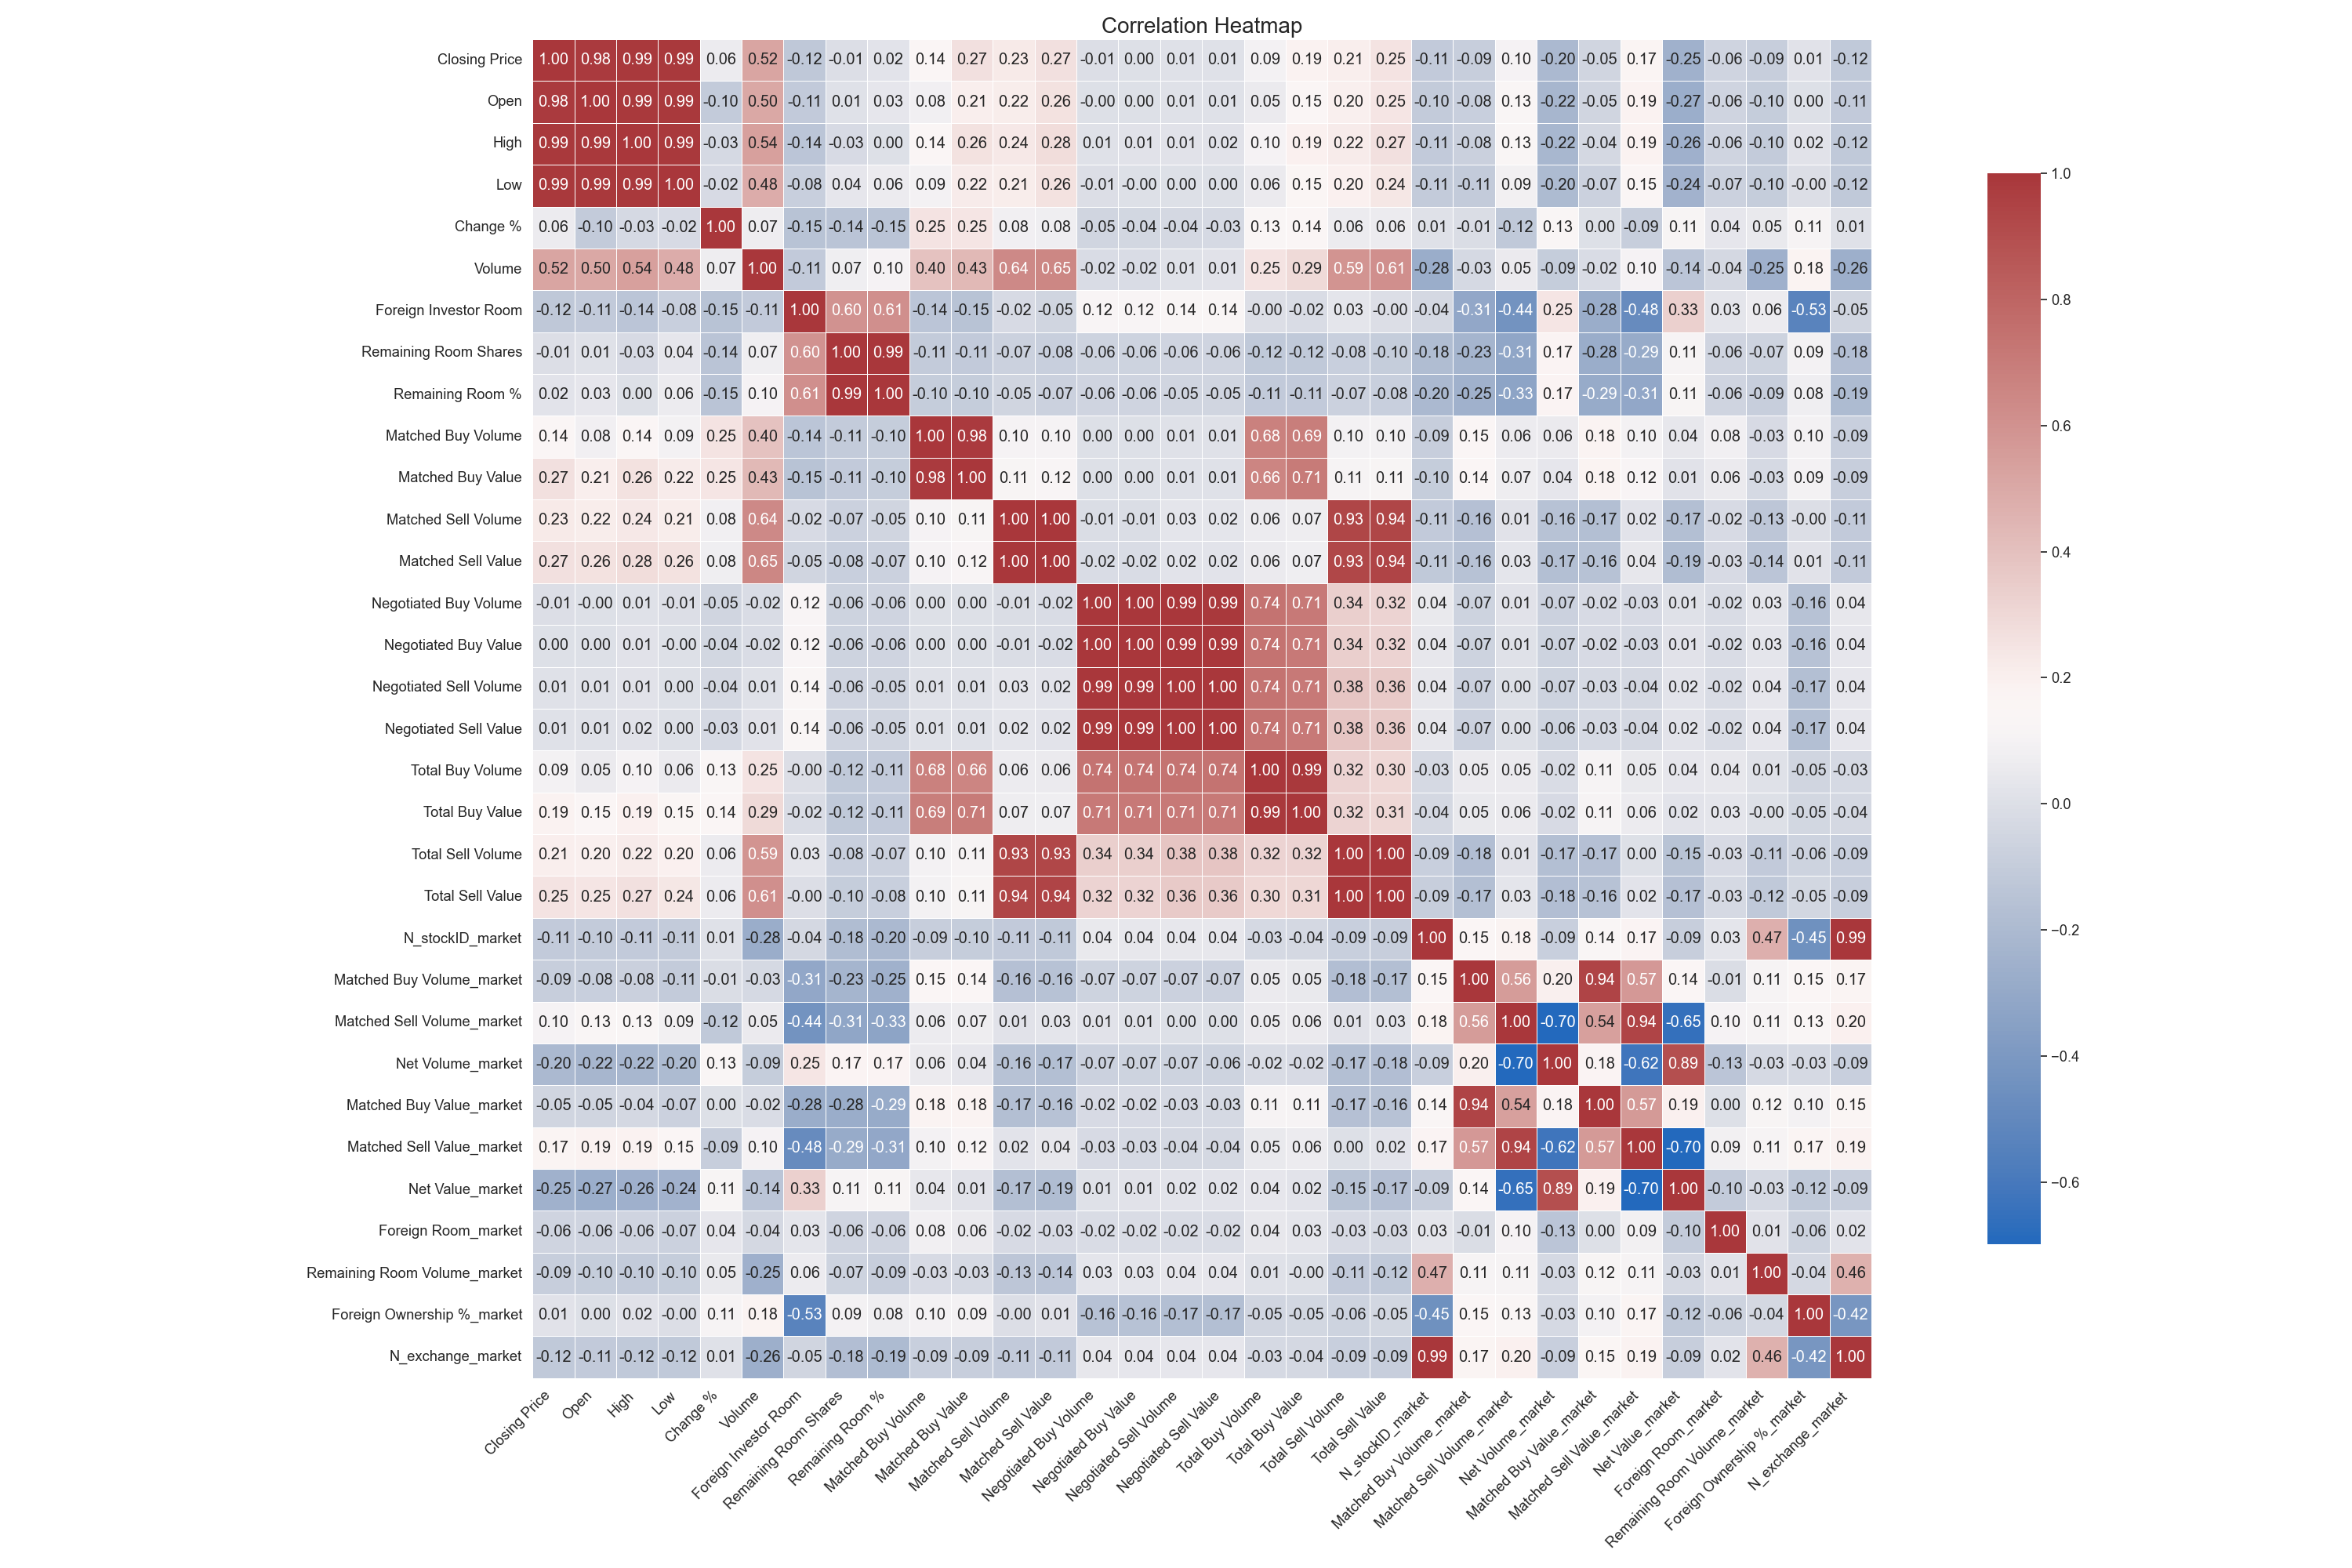 Correlation Heatmap
Closing Price 1.00 0.98 0.99 0.99 0.06 0.52 -0.12 -0.01 0.02 0.14 0.27 0.23 0.27 -0.01 0.00 0.01 0.01 0.09 0.19 0.21 0.25 -0.11 -0.09 0.10 -0.20 -0.05 0.17 -0.25 -0.06 -0.09 0.01 -0.12
Open 0.98 1.00 0.99 0.99 -0.10 0.50 -0.11 0.01 0.03 0.08 0.21 0.22 0.26 -0.00 0.00 0.01 0.01 0.05 0.15 0.20 0.25 -0.10 -0.08 0.13 -0.22 -0.05 0.19 -0.27 -0.06 -0.10 0.00 -0.11
High 0.99 0.99 1.00 0.99 -0.03 0.54 -0.14 -0.03 0.00 0.14 0.26 0.24 0.28 0.01 0.01 0.01 0.02 0.10 0.19 0.22 0.27 -0.11 -0.08 0.13 -0.22 -0.04 0.19 -0.26 -0.06 -0.10 0.02 -0.12
Low 0.99 0.99 0.99 1.00 -0.02 0.48 -0.08 0.04 0.06 0.09 0.22 0.21 0.26 -0.01 -0.00 0.00 0.00 0.06 0.15 0.20 0.24 -0.11 -0.11 0.09 -0.20 -0.07 0.15 -0.24 -0.07 -0.10 -0.00 -0.12
Change % 0.06 -0.10 -0.03 -0.02 1.00 0.07 -0.15 -0.14 -0.15 0.25 0.25 0.08 0.08 -0.05 -0.04 -0.04 -0.03 0.13 0.14 0.06 0.06 0.01 -0.01 -0.12 0.13 0.00 -0.09 0.11 0.04 0.05 0.11 0.01
Volume 0.52 0.50 0.54 0.48 0.07 1.00 -0.11 0.07 0.10 0.40 0.43 0.64 0.65 -0.02 -0.02 0.01 0.01 0.25 0.29 0.59 0.61 -0.28 -0.03 0.05 -0.09 -0.02 0.10 -0.14 -0.04 -0.25 0.18 -0.26
Foreign Investor Room -0.12 -0.11 -0.14 -0.08 -0.15 -0.11 1.00 0.60 0.61 -0.14 -0.15 -0.02 -0.05 0.12 0.12 0.14 0.14 -0.00 -0.02 0.03 -0.00 -0.04 -0.31 -0.44 0.25 -0.28 -0.48 0.33 0.03 0.06 -0.53 -0.05
Remaining Room Shares -0.01 0.01 -0.03 0.04 -0.14 0.07 0.60 1.00 0.99 -0.11 -0.11 -0.07 -0.08 -0.06 -0.06 -0.06 -0.06 -0.12 -0.12 -0.08 -0.10 -0.18 -0.23 -0.31 0.17 -0.28 -0.29 0.11 -0.06 -0.07 0.09 -0.18
Remaining Room % 0.02 0.03 0.00 0.06 -0.15 0.10 0.61 0.99 1.00 -0.10 -0.10 -0.05 -0.07 -0.06 -0.06 -0.05 -0.05 -0.11 -0.11 -0.07 -0.08 -0.20 -0.25 -0.33 0.17 -0.29 -0.31 0.11 -0.06 -0.09 0.08 -0.19
Matched Buy Volume 0.14 0.08 0.14 0.09 0.25 0.40 -0.14 -0.11 -0.10 1.00 0.98 0.10 0.10 0.00 0.00 0.01 0.01 0.68 0.69 0.10 0.10 -0.09 0.15 0.06 0.06 0.18 0.10 0.04 0.08 -0.03 0.10 -0.09
Matched Buy Value 0.27 0.21 0.26 0.22 0.25 0.43 -0.15 -0.11 -0.10 0.98 1.00 0.11 0.12 0.00 0.00 0.01 0.01 0.66 0.71 0.11 0.11 -0.10 0.14 0.07 0.04 0.18 0.12 0.01 0.06 -0.03 0.09 -0.09
Matched Sell Volume 0.23 0.22 0.24 0.21 0.08 0.64 -0.02 -0.07 -0.05 0.10 0.11 1.00 1.00 -0.01 -0.01 0.03 0.02 0.06 0.07 0.93 0.94 -0.11 -0.16 0.01 -0.16 -0.17 0.02 -0.17 -0.02 -0.13 -0.00 -0.11
Matched Sell Value 0.27 0.26 0.28 0.26 0.08 0.65 -0.05 -0.08 -0.07 0.10 0.12 1.00 1.00 -0.02 -0.02 0.02 0.02 0.06 0.07 0.93 0.94 -0.11 -0.16 0.03 -0.17 -0.16 0.04 -0.19 -0.03 -0.14 0.01 -0.11
Negotiated Buy Volume -0.01 -0.00 0.01 -0.01 -0.05 -0.02 0.12 -0.06 -0.06 0.00 0.00 -0.01 -0.02 1.00 1.00 0.99 0.99 0.74 0.71 0.34 0.32 0.04 -0.07 0.01 -0.07 -0.02 -0.03 0.01 -0.02 0.03 -0.16 0.04
Negotiated Buy Value 0.00 0.00 0.01 -0.00 -0.04 -0.02 0.12 -0.06 -0.06 0.00 0.00 -0.01 -0.02 1.00 1.00 0.99 0.99 0.74 0.71 0.34 0.32 0.04 -0.07 0.01 -0.07 -0.02 -0.03 0.01 -0.02 0.03 -0.16 0.04
Negotiated Sell Volume 0.01 0.01 0.01 0.00 -0.04 0.01 0.14 -0.06 -0.05 0.01 0.01 0.03 0.02 0.99 0.99 1.00 1.00 0.74 0.71 0.38 0.36 0.04 -0.07 0.00 -0.07 -0.03 -0.04 0.02 -0.02 0.04 -0.17 0.04
Negotiated Sell Value 0.01 0.01 0.02 0.00 -0.03 0.01 0.14 -0.06 -0.05 0.01 0.01 0.02 0.02 0.99 0.99 1.00 1.00 0.74 0.71 0.38 0.36 0.04 -0.07 0.00 -0.06 -0.03 -0.04 0.02 -0.02 0.04 -0.17 0.04
Total Buy Volume 0.09 0.05 0.10 0.06 0.13 0.25 -0.00 -0.12 -0.11 0.68 0.66 0.06 0.06 0.74 0.74 0.74 0.74 1.00 0.99 0.32 0.30 -0.03 0.05 0.05 -0.02 0.11 0.05 0.04 0.04 0.01 -0.05 -0.03
Total Buy Value 0.19 0.15 0.19 0.15 0.14 0.29 -0.02 -0.12 -0.11 0.69 0.71 0.07 0.07 0.71 0.71 0.71 0.71 0.99 1.00 0.32 0.31 -0.04 0.05 0.06 -0.02 0.11 0.06 0.02 0.03 -0.00 -0.05 -0.04
Total Sell Volume 0.21 0.20 0.22 0.20 0.06 0.59 0.03 -0.08 -0.07 0.10 0.11 0.93 0.93 0.34 0.34 0.38 0.38 0.32 0.32 1.00 1.00 -0.09 -0.18 0.01 -0.17 -0.17 0.00 -0.15 -0.03 -0.11 -0.06 -0.09
Total Sell Value 0.25 0.25 0.27 0.24 0.06 0.61 -0.00 -0.10 -0.08 0.10 0.11 0.94 0.94 0.32 0.32 0.36 0.36 0.30 0.31 1.00 1.00 -0.09 -0.17 0.03 -0.18 -0.16 0.02 -0.17 -0.03 -0.12 -0.05 -0.09
N_stockID_market -0.11 -0.10 -0.11 -0.11 0.01 -0.28 -0.04 -0.18 -0.20 -0.09 -0.10 -0.11 -0.11 0.04 0.04 0.04 0.04 -0.03 -0.04 -0.09 -0.09 1.00 0.15 0.18 -0.09 0.14 0.17 -0.09 0.03 0.47 -0.45 0.99
Matched Buy Volume_market -0.09 -0.08 -0.08 -0.11 -0.01 -0.03 -0.31 -0.23 -0.25 0.15 0.14 -0.16 -0.16 -0.07 -0.07 -0.07 -0.07 0.05 0.05 -0.18 -0.17 0.15 1.00 0.56 0.20 0.94 0.57 0.14 -0.01 0.11 0.15 0.17
Matched Sell Volume_market 0.10 0.13 0.13 0.09 -0.12 0.05 -0.44 -0.31 -0.33 0.06 0.07 0.01 0.03 0.01 0.01 0.00 0.00 0.05 0.06 0.01 0.03 0.18 0.56 1.00 -0.70 0.54 0.94 -0.65 0.10 0.11 0.13 0.20
Net Volume_market -0.20 -0.22 -0.22 -0.20 0.13 -0.09 0.25 0.17 0.17 0.06 0.04 -0.16 -0.17 -0.07 -0.07 -0.07 -0.06 -0.02 -0.02 -0.17 -0.18 -0.09 0.20 -0.70 1.00 0.18 -0.62 0.89 -0.13 -0.03 -0.03 -0.09
Matched Buy Value_market -0.05 -0.05 -0.04 -0.07 0.00 -0.02 -0.28 -0.28 -0.29 0.18 0.18 -0.17 -0.16 -0.02 -0.02 -0.03 -0.03 0.11 0.11 -0.17 -0.16 0.14 0.94 0.54 0.18 1.00 0.57 0.19 0.00 0.12 0.10 0.15
Matched Sell Value_market 0.17 0.19 0.19 0.15 -0.09 0.10 -0.48 -0.29 -0.31 0.10 0.12 0.02 0.04 -0.03 -0.03 -0.04 -0.04 0.05 0.06 0.00 0.02 0.17 0.57 0.94 -0.62 0.57 1.00 -0.70 0.09 0.11 0.17 0.19
Net Value_market -0.25 -0.27 -0.26 -0.24 0.11 -0.14 0.33 0.11 0.11 0.04 0.01 -0.17 -0.19 0.01 0.01 0.02 0.02 0.04 0.02 -0.15 -0.17 -0.09 0.14 -0.65 0.89 0.19 -0.70 1.00 -0.10 -0.03 -0.12 -0.09
Foreign Room_market -0.06 -0.06 -0.06 -0.07 0.04 -0.04 0.03 -0.06 -0.06 0.08 0.06 -0.02 -0.03 -0.02 -0.02 -0.02 -0.02 0.04 0.03 -0.03 -0.03 0.03 -0.01 0.10 -0.13 0.00 0.09 -0.10 1.00 0.01 -0.06 0.02
Remaining Room Volume_market -0.09 -0.10 -0.10 -0.10 0.05 -0.25 0.06 -0.07 -0.09 -0.03 -0.03 -0.13 -0.14 0.03 0.03 0.04 0.04 0.01 -0.00 -0.11 -0.12 0.47 0.11 0.11 -0.03 0.12 0.11 -0.03 0.01 1.00 -0.04 0.46
Foreign Ownership %_market 0.01 0.00 0.02 -0.00 0.11 0.18 -0.53 0.09 0.08 0.10 0.09 -0.00 0.01 -0.16 -0.16 -0.17 -0.17 -0.05 -0.05 -0.06 -0.05 -0.45 0.15 0.13 -0.03 0.10 0.17 -0.12 -0.06 -0.04 1.00 -0.42
N_exchange_market -0.12 -0.11 -0.12 -0.12 0.01 -0.26 -0.05 -0.18 -0.19 -0.09 -0.09 -0.11 -0.11 0.04 0.04 0.04 0.04 -0.03 -0.04 -0.09 -0.09 0.99 0.17 0.20 -0.09 0.15 0.19 -0.09 0.02 0.46 -0.42 1.00
Closing Price
Open
High
Low
Change %
Volume
Foreign Investor Room
Remaining Room Shares
Remaining Room %
Matched Buy Volume
Matched Buy Value
Matched Sell Volume
Matched Sell Value
Negotiated Buy Volume
Negotiated Buy Value
Negotiated Sell Volume
Negotiated Sell Value
Total Buy Volume
Total Buy Value
Total Sell Volume
Total Sell Value
N_stockID_market
Matched Buy Volume_market
Matched Sell Volume_market
Net Volume_market
Matched Buy Value_market
Matched Sell Value_market
Net Value_market
Foreign Room_market
Remaining Room Volume_market
Foreign Ownership %_market
N_exchange_market
1.0
0.8
0.6
0.4
0.2
0.0
−0.2
−0.4
−0.6